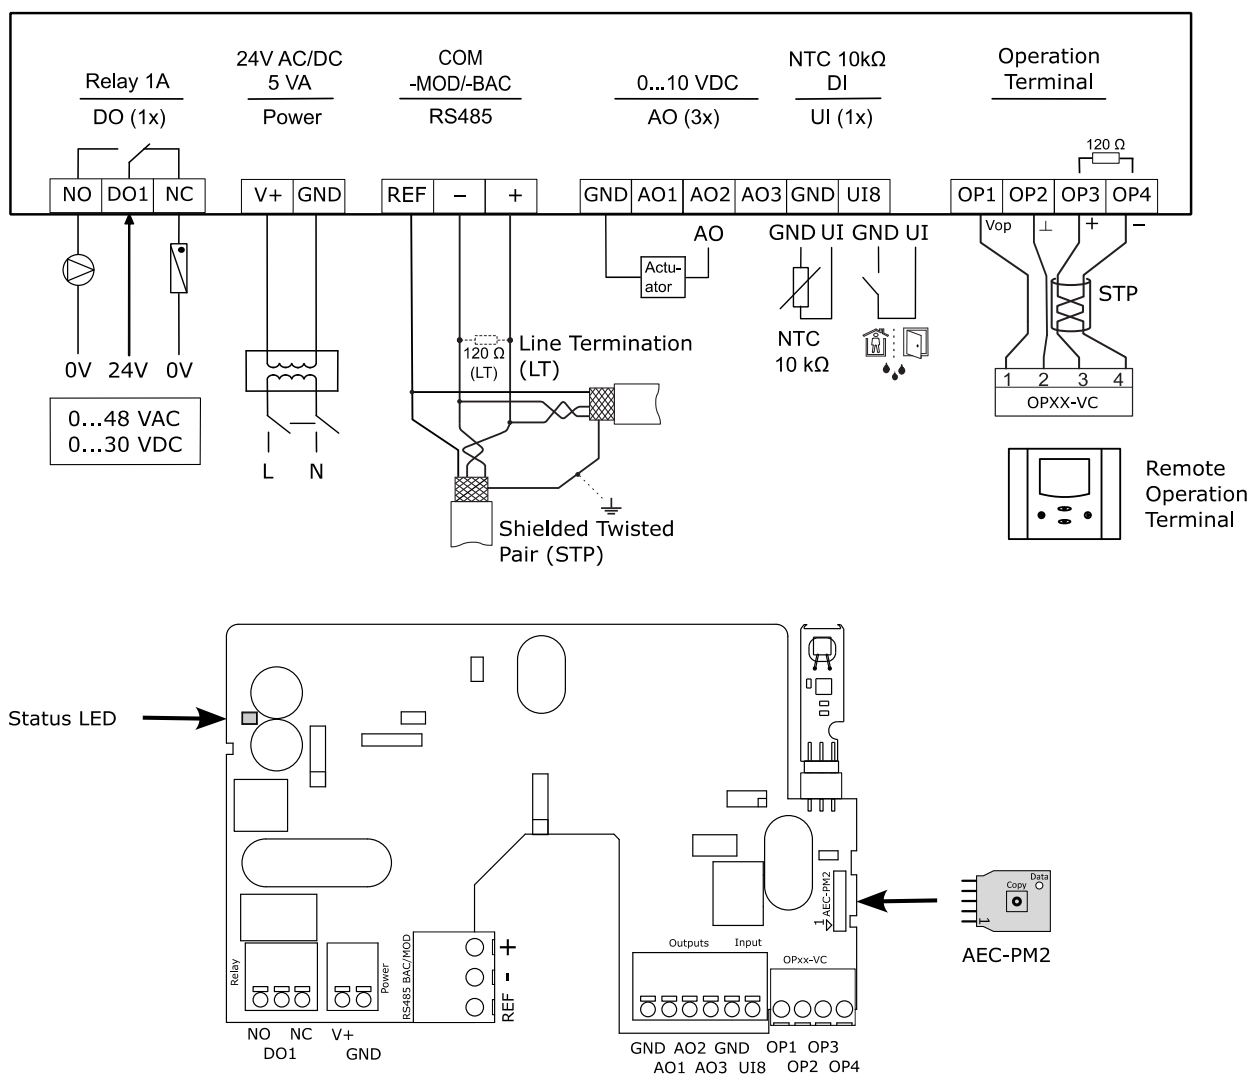 Relay 1A
DO (1x)
24V AC/DC
5 VA
Power
COM
-MOD/-BAC
RS485
0...10 VDC
AO (3x)
NTC 10kΩ
DI
UI (1x)
Operation
Terminal
120 Ω
NO DO1 NC
V+ GND
REF – +
GND AO1 AO2 AO3 GND UI8
OP1 OP2 OP3 OP4
Vop ⊥ + –
AO
GND UI GND UI
Actu-
ator
STP
120 Ω
(LT)
Line Termination
(LT)
NTC
10 kΩ
0V 24V 0V
0...48 VAC
0...30 VDC
1 2 3 4
OPXX-VC
L N
Remote
Operation
Terminal
Shielded Twisted
Pair (STP)
Status LED
AEC-PM2
1
Data
Copy
1
AEC-PM2
Outputs Input
OPxx-VC
Relay
Power
RS485 BAC/MOD
+
-
REF
NO NC
DO1
V+
GND
GND AO2 GND
AO1 AO3 UI8
OP1 OP3
OP2 OP4